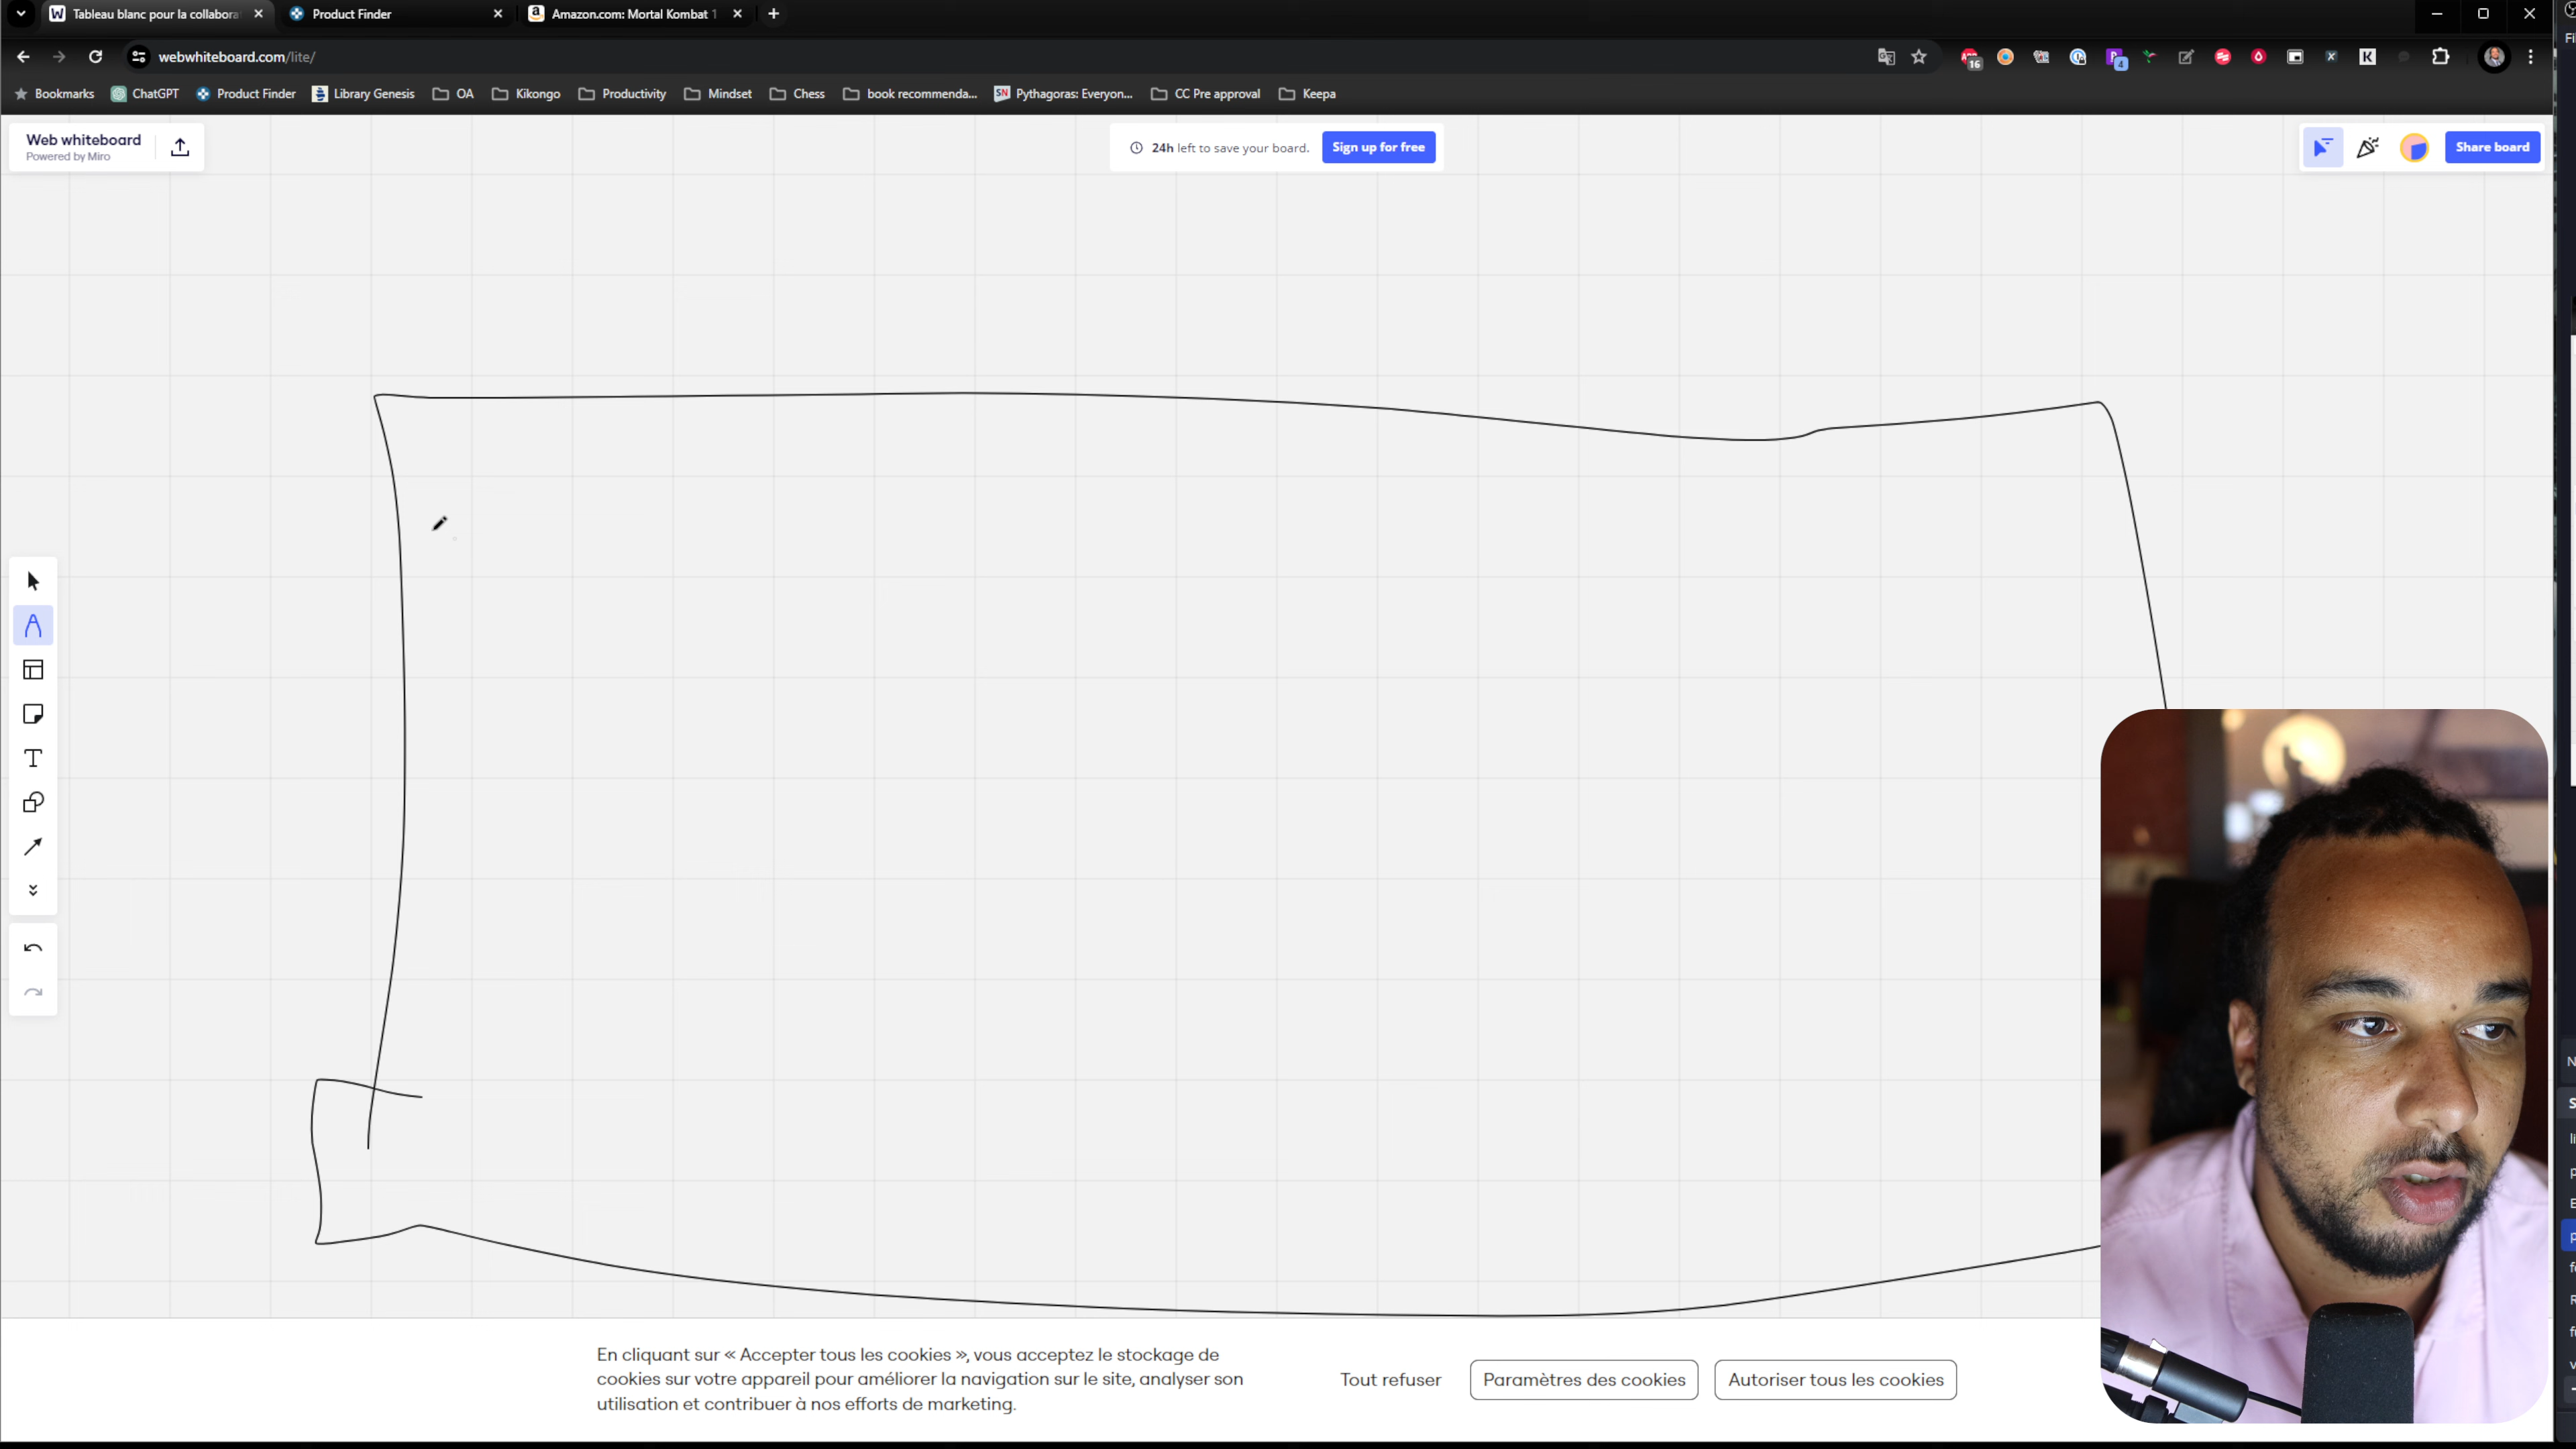 Tableau blanc pour la collabora
Product Finder
Amazon.com: Mortal Kombat 1
webwhiteboard.com/lite/
16
4
Bookmarks
ChatGPT
Product Finder
Library Genesis
OA
Kikongo
Productivity
Mindset
Chess
book recommenda...
SN
Pythagoras: Everyon...
CC Pre approval
Keepa
Web whiteboard
Powered by Miro
24h left to save your board.
Sign up for free
Share board
En cliquant sur « Accepter tous les cookies », vous acceptez le stockage de
cookies sur votre appareil pour améliorer la navigation sur le site, analyser son
utilisation et contribuer à nos efforts de marketing.
Tout refuser
Paramètres des cookies
Autoriser tous les cookies